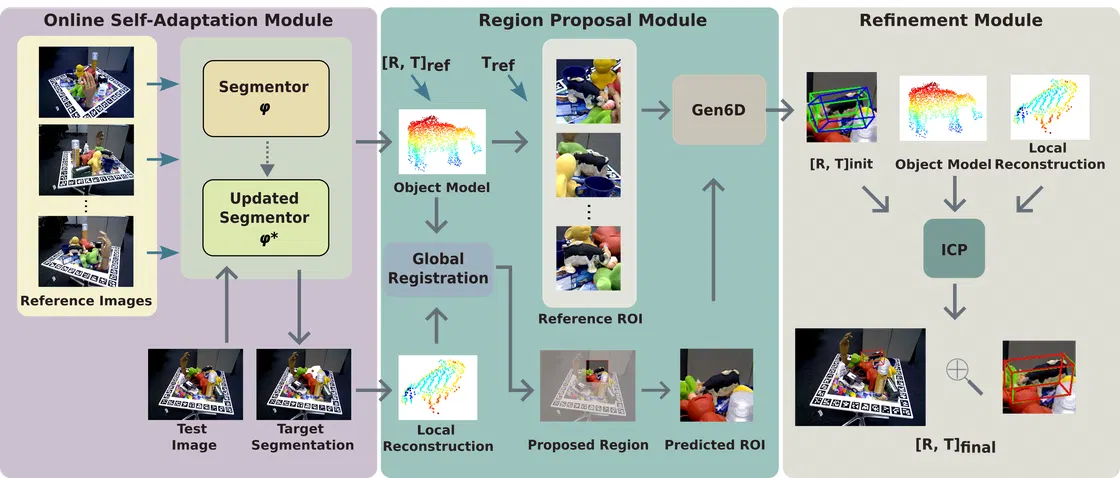 Online Self-Adaptation Module
Segmentor
φ
Updated
Segmentor
φ*
Reference Images
Test
Image
Target
Segmentation
Region Proposal Module
[R, T]ref
Tref
Object Model
Global
Registration
Local
Reconstruction
Reference ROI
Proposed Region
Gen6D
Predicted ROI
Refinement Module
[R, T]init
Object Model
Local
Reconstruction
ICP
[R, T]final